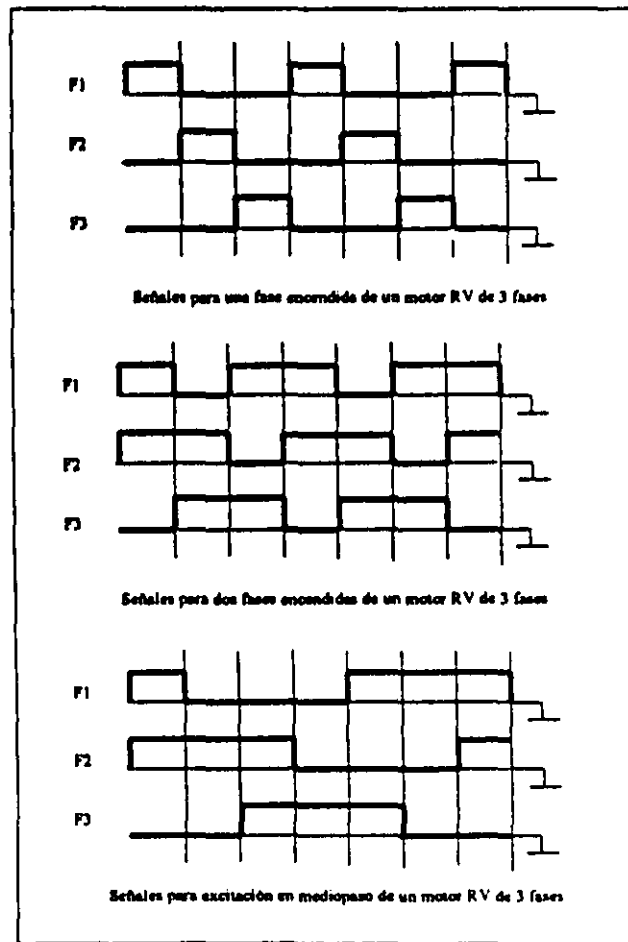 F1
F2
F3
Señales para una fase encendida de un motor RV de 3 fases
F1
F2
F3
Señales para dos fases encendidas de un motor RV de 3 fases
F1
F2
F3
Señales para excitación en mediopaso de un motor RV de 3 fases